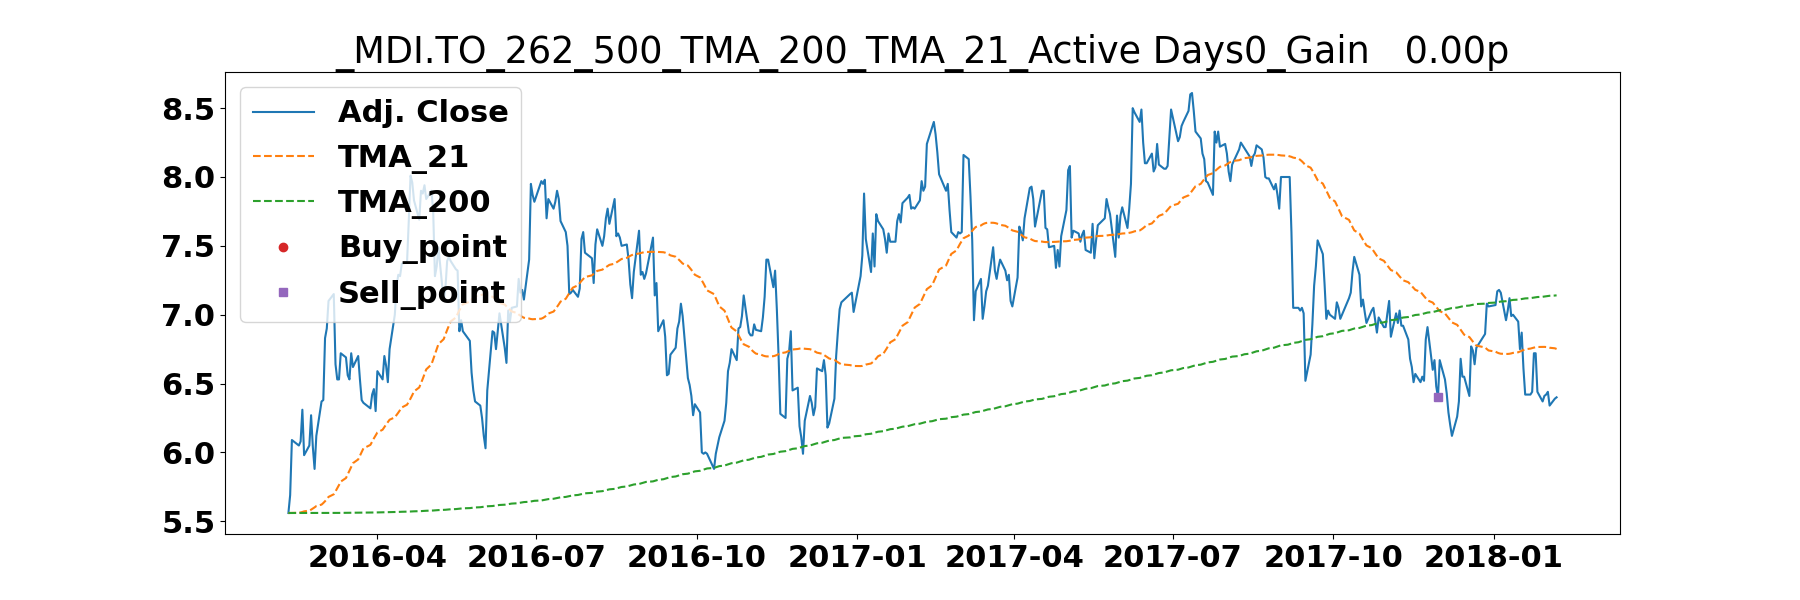 _MDI.TO_262_500_TMA_200_TMA_21_Active Days0_Gain   0.00p
8.5
8.0
7.5
7.0
6.5
6.0
5.5
Adj. Close
TMA_21
TMA_200
Buy_point
Sell_point
2016-04 2016-07 2016-10 2017-01 2017-04 2017-07 2017-10 2018-01